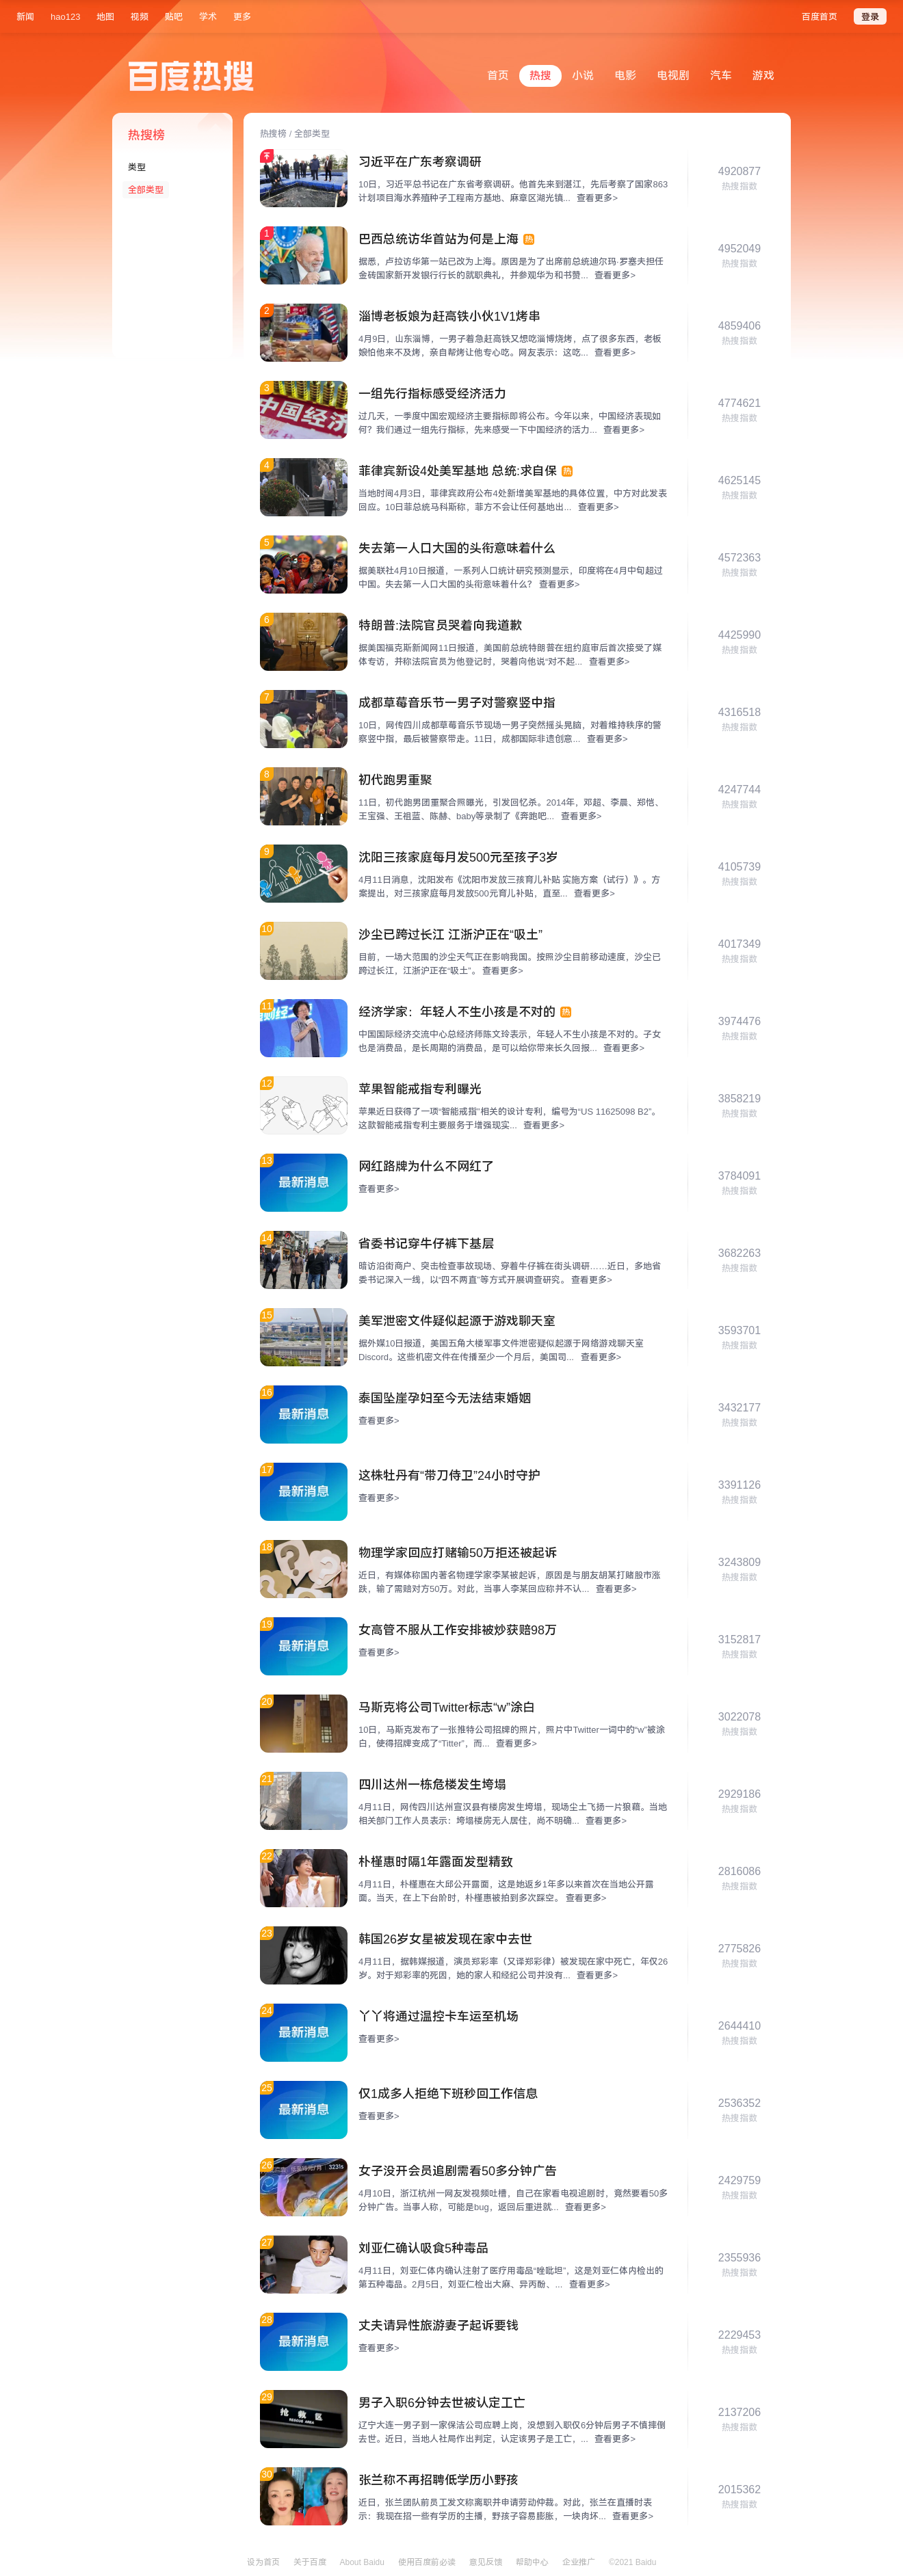 新闻 hao123 地图 视频 贴吧 学术 更多 百度首页 登录
百度热搜
首页 热搜 小说 电影 电视剧 汽车 游戏
热搜榜
类型
全部类型
热搜榜 / 全部类型
习近平在广东考察调研
10日，习近平总书记在广东省考察调研。他首先来到湛江，先后考察了国家863
计划项目海水养殖种子工程南方基地、麻章区湖光镇... 查看更多>
4920877
热搜指数
1
巴西总统访华首站为何是上海 热
据悉，卢拉访华第一站已改为上海。原因是为了出席前总统迪尔玛·罗塞夫担任
金砖国家新开发银行行长的就职典礼，并参观华为和书赞... 查看更多>
4952049
热搜指数
2
淄博老板娘为赶高铁小伙1V1烤串
4月9日，山东淄博，一男子着急赶高铁又想吃淄博烧烤，点了很多东西，老板
娘怕他来不及烤，亲自帮烤让他专心吃。网友表示：这吃... 查看更多>
4859406
热搜指数
3
一组先行指标感受经济活力
过几天，一季度中国宏观经济主要指标即将公布。今年以来，中国经济表现如
何？我们通过一组先行指标，先来感受一下中国经济的活力... 查看更多>
4774621
热搜指数
4
菲律宾新设4处美军基地 总统:求自保 热
当地时间4月3日，菲律宾政府公布4处新增美军基地的具体位置，中方对此发表
回应。10日菲总统马科斯称，菲方不会让任何基地出... 查看更多>
4625145
热搜指数
5
失去第一人口大国的头衔意味着什么
据美联社4月10日报道，一系列人口统计研究预测显示，印度将在4月中旬超过
中国。失去第一人口大国的头衔意味着什么？ 查看更多>
4572363
热搜指数
6
特朗普:法院官员哭着向我道歉
据美国福克斯新闻网11日报道，美国前总统特朗普在纽约庭审后首次接受了媒
体专访，并称法院官员为他登记时，哭着向他说“对不起... 查看更多>
4425990
热搜指数
7
成都草莓音乐节一男子对警察竖中指
10日，网传四川成都草莓音乐节现场一男子突然摇头晃脑，对着维持秩序的警
察竖中指，最后被警察带走。11日，成都国际非遗创意... 查看更多>
4316518
热搜指数
8
初代跑男重聚
11日，初代跑男团重聚合照曝光，引发回忆杀。2014年，邓超、李晨、郑恺、
王宝强、王祖蓝、陈赫、baby等录制了《奔跑吧... 查看更多>
4247744
热搜指数
9
沈阳三孩家庭每月发500元至孩子3岁
4月11日消息，沈阳发布《沈阳市发放三孩育儿补贴 实施方案（试行）》。方
案提出，对三孩家庭每月发放500元育儿补贴，直至... 查看更多>
4105739
热搜指数
10
沙尘已跨过长江 江浙沪正在“吸土”
目前，一场大范围的沙尘天气正在影响我国。按照沙尘目前移动速度，沙尘已
跨过长江，江浙沪正在“吸土”。 查看更多>
4017349
热搜指数
11
经济学家：年轻人不生小孩是不对的 热
中国国际经济交流中心总经济师陈文玲表示，年轻人不生小孩是不对的。子女
也是消费品，是长周期的消费品，是可以给你带来长久回报... 查看更多>
3974476
热搜指数
12
苹果智能戒指专利曝光
苹果近日获得了一项“智能戒指”相关的设计专利，编号为“US 11625098 B2”。
这款智能戒指专利主要服务于增强现实... 查看更多>
3858219
热搜指数
13
最新消息
网红路牌为什么不网红了
查看更多>
3784091
热搜指数
14
省委书记穿牛仔裤下基层
暗访沿街商户、突击检查事故现场、穿着牛仔裤在街头调研……近日，多地省
委书记深入一线，以“四不两直”等方式开展调查研究。 查看更多>
3682263
热搜指数
15
美军泄密文件疑似起源于游戏聊天室
据外媒10日报道，美国五角大楼军事文件泄密疑似起源于网络游戏聊天室
Discord。这些机密文件在传播至少一个月后，美国司... 查看更多>
3593701
热搜指数
16
最新消息
泰国坠崖孕妇至今无法结束婚姻
查看更多>
3432177
热搜指数
17
最新消息
这株牡丹有“带刀侍卫”24小时守护
查看更多>
3391126
热搜指数
18
物理学家回应打赌输50万拒还被起诉
近日，有媒体称国内著名物理学家李某被起诉，原因是与朋友胡某打赌股市涨
跌，输了需赔对方50万。对此，当事人李某回应称并不认... 查看更多>
3243809
热搜指数
19
最新消息
女高管不服从工作安排被炒获赔98万
查看更多>
3152817
热搜指数
20
马斯克将公司Twitter标志“w”涂白
10日，马斯克发布了一张推特公司招牌的照片，照片中Twitter一词中的“w”被涂
白，使得招牌变成了“Titter”，而... 查看更多>
3022078
热搜指数
21
四川达州一栋危楼发生垮塌
4月11日，网传四川达州宣汉县有楼房发生垮塌，现场尘土飞扬一片狼藉。当地
相关部门工作人员表示：垮塌楼房无人居住，尚不明确... 查看更多>
2929186
热搜指数
22
朴槿惠时隔1年露面发型精致
4月11日，朴槿惠在大邱公开露面，这是她返乡1年多以来首次在当地公开露
面。当天，在上下台阶时，朴槿惠被拍到多次踩空。 查看更多>
2816086
热搜指数
23
韩国26岁女星被发现在家中去世
4月11日，据韩媒报道，演员郑彩率（又译郑彩律）被发现在家中死亡，年仅26
岁。对于郑彩率的死因，她的家人和经纪公司并没有... 查看更多>
2775826
热搜指数
24
最新消息
丫丫将通过温控卡车运至机场
查看更多>
2644410
热搜指数
25
最新消息
仅1成多人拒绝下班秒回工作信息
查看更多>
2536352
热搜指数
26
女子没开会员追剧需看50多分钟广告
4月10日，浙江杭州一网友发视频吐槽，自己在家看电视追剧时，竟然要看50多
分钟广告。当事人称，可能是bug，返回后重进就... 查看更多>
2429759
热搜指数
27
刘亚仁确认吸食5种毒品
4月11日，刘亚仁体内确认注射了医疗用毒品“唑吡坦”，这是刘亚仁体内检出的
第五种毒品。2月5日，刘亚仁检出大麻、异丙酚、... 查看更多>
2355936
热搜指数
28
最新消息
丈夫请异性旅游妻子起诉要钱
查看更多>
2229453
热搜指数
29
抢救区
男子入职6分钟去世被认定工亡
辽宁大连一男子到一家保洁公司应聘上岗，没想到入职仅6分钟后男子不慎摔倒
去世。近日，当地人社局作出判定，认定该男子是工亡，... 查看更多>
2137206
热搜指数
30
张兰称不再招聘低学历小野孩
近日，张兰团队前员工发文称离职并申请劳动仲裁。对此，张兰在直播时表
示：我现在招一些有学历的主播，野孩子容易膨胀，一块肉坏... 查看更多>
2015362
热搜指数
设为首页 关于百度 About Baidu 使用百度前必读 意见反馈 帮助中心 企业推广 ©2021 Baidu